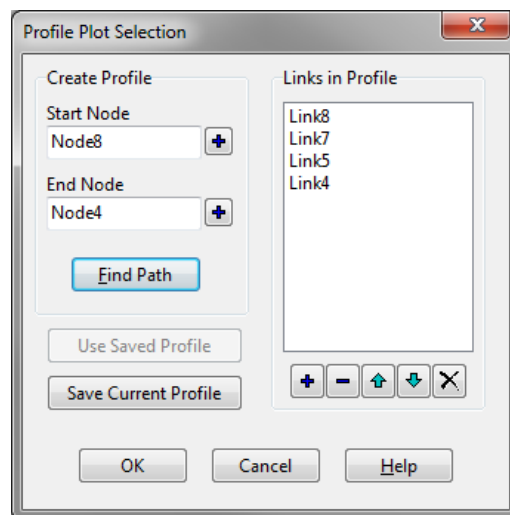 Profile Plot Selection
Create Profile
Start Node
Node8
End Node
Node4
Find Path
Use Saved Profile
Save Current Profile
Links in Profile
Link8
Link7
Link5
Link4
OK
Cancel
Help